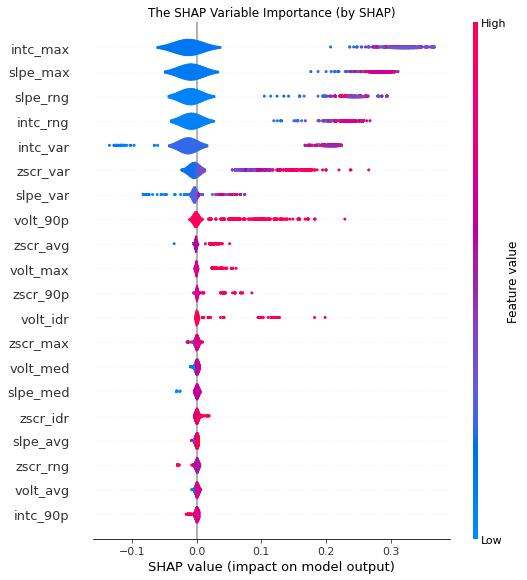 The SHAP Variable Importance (by SHAP)
High
intc_max
slpe_max
slpe_rng
intc_rng
intc_var
zscr_var
slpe_var
volt_90p
zscr_avg
volt_max
zscr_90p
volt_idr
zscr_max
volt_med
slpe_med
zscr_idr
slpe_avg
zscr_rng
volt_avg
intc_90p
Feature value
Low
−0.1 0.0 0.1 0.2 0.3
SHAP value (impact on model output)